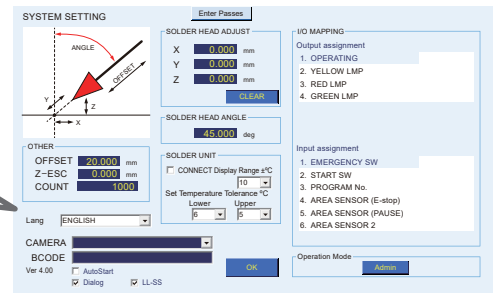 SYSTEM SETTING
Enter Passes
ANGLE
OFFSET
Y
Z
X
SOLDER HEAD ADJUST
X 0.000 mm
Y 0.000 mm
Z 0.000 mm
CLEAR
SOLDER HEAD ANGLE
45.000 deg
OTHER
OFFSET 20.000 mm
Z-ESC 0.000 mm
COUNT 1000
SOLDER UNIT
CONNECT Display Range ±ºC
10
Set Temperature Tolerance ºC
Lower Upper
6 5
Lang ENGLISH
CAMERA
BCODE
Ver 4.00 AutoStart
Dialog LL-SS
OK
I/O MAPPING
Output assignment
1. OPERATING
2. YELLOW LMP
3. RED LMP
4. GREEN LMP
Input assignment
1. EMERGENCY SW
2. START SW
3. PROGRAM No.
4. AREA SENSOR (E-stop)
5. AREA SENSOR (PAUSE)
6. AREA SENSOR 2
Operation Mode
Admin